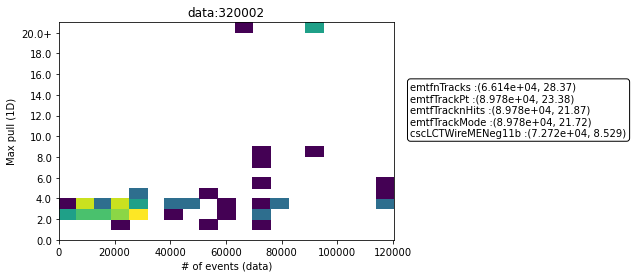 data:320002
20.0+
18.0
16.0
14.0
12.0
10.0
8.0
6.0
4.0
2.0
0.0
Max pull (1D)
0 20000 40000 60000 80000 100000 120000
# of events (data)
emtfnTracks :(6.614e+04, 28.37)
emtfTrackPt :(8.978e+04, 23.38)
emtfTracknHits :(8.978e+04, 21.87)
emtfTrackMode :(8.978e+04, 21.72)
cscLCTWireMENeg11b :(7.272e+04, 8.529)